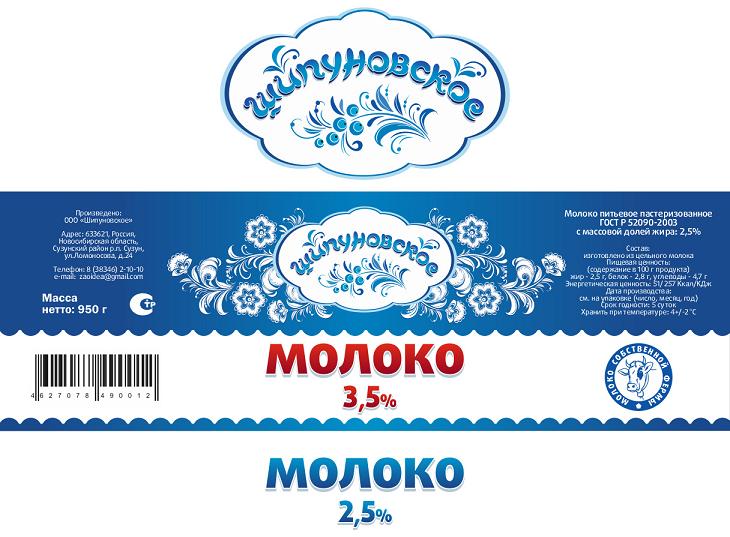 Шипуновское
Произведено:
ООО «Шипуновское»
Адрес: 633621, Россия,
Новосибирская область,
Сузунский район р.п. Сузун,
ул.Ломоносова, д.24
Телефон: 8 (38346) 2-10-10
e-mail: zaoidea@gmail.com
Масса
нетто: 950 г
СТР
Шипуновское
Молоко питьевое пастеризованное
ГОСТ Р 52090-2003
с массовой долей жира: 2,5%
Состав:
изготовлено из цельного молока
Пищевая ценность:
(содержание в 100 г продукта)
жир - 2,5 г, белок - 2,8 г, углеводы - 4,7 г
Энергетическая ценность: 51/ 257 Ккал/КДж
Дата производства:
см. на упаковке (число, месяц, год)
Срок годности: 5 суток
Хранить при температуре: 4+/-2°С
4627078490012
МОЛОКО
3,5%
МОЛОКО СОБСТВЕННОЙ ФЕРМЫ
МОЛОКО
2,5%